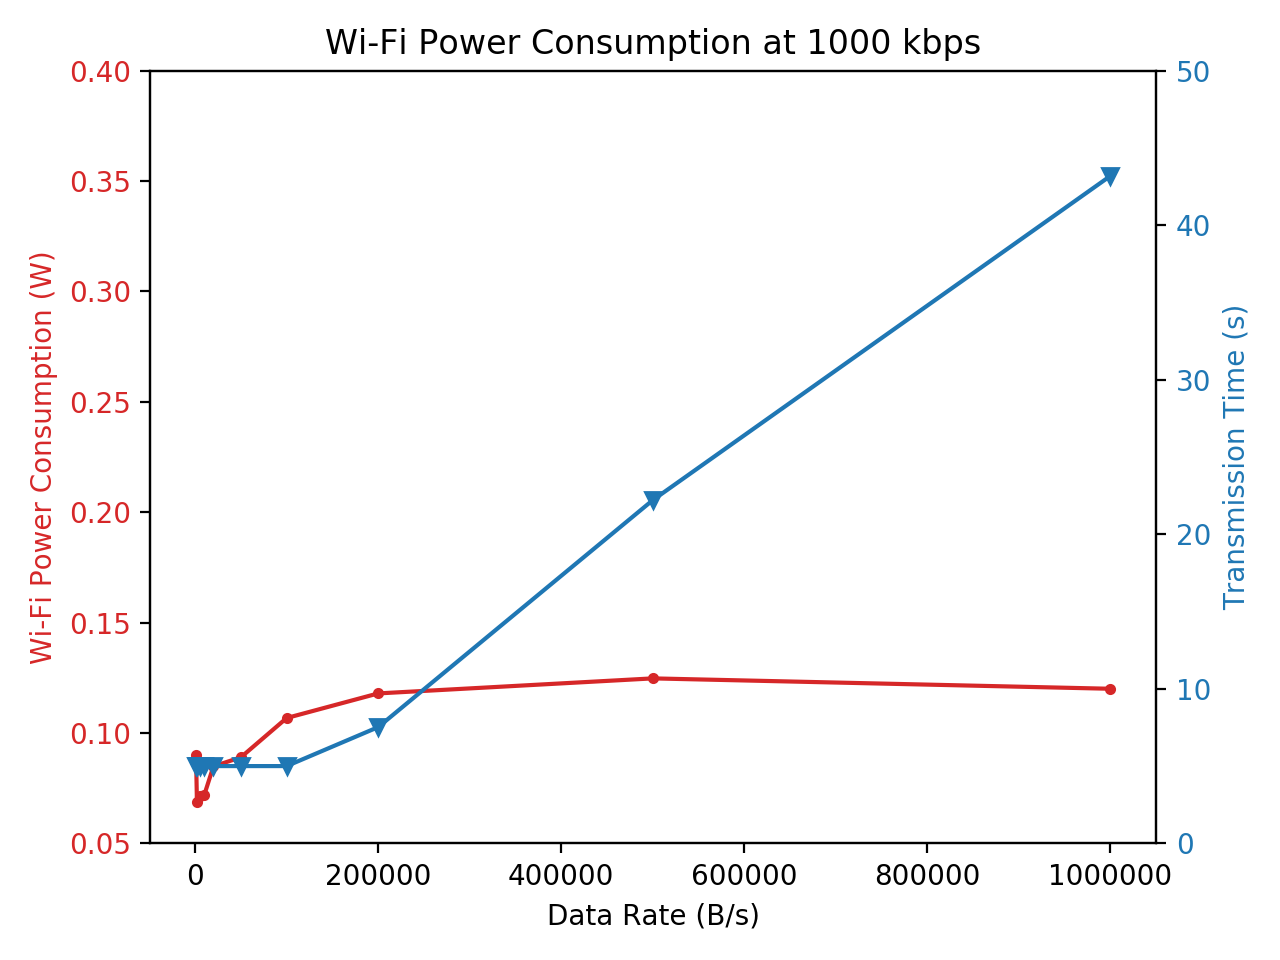 Wi-Fi Power Consumption at 1000 kbps
0.40
0.35
0.30
0.25
0.20
0.15
0.10
0.05
Wi-Fi Power Consumption (W)
50
40
30
20
10
0
Transmission Time (s)
0 200000 400000 600000 800000 1000000
Data Rate (B/s)